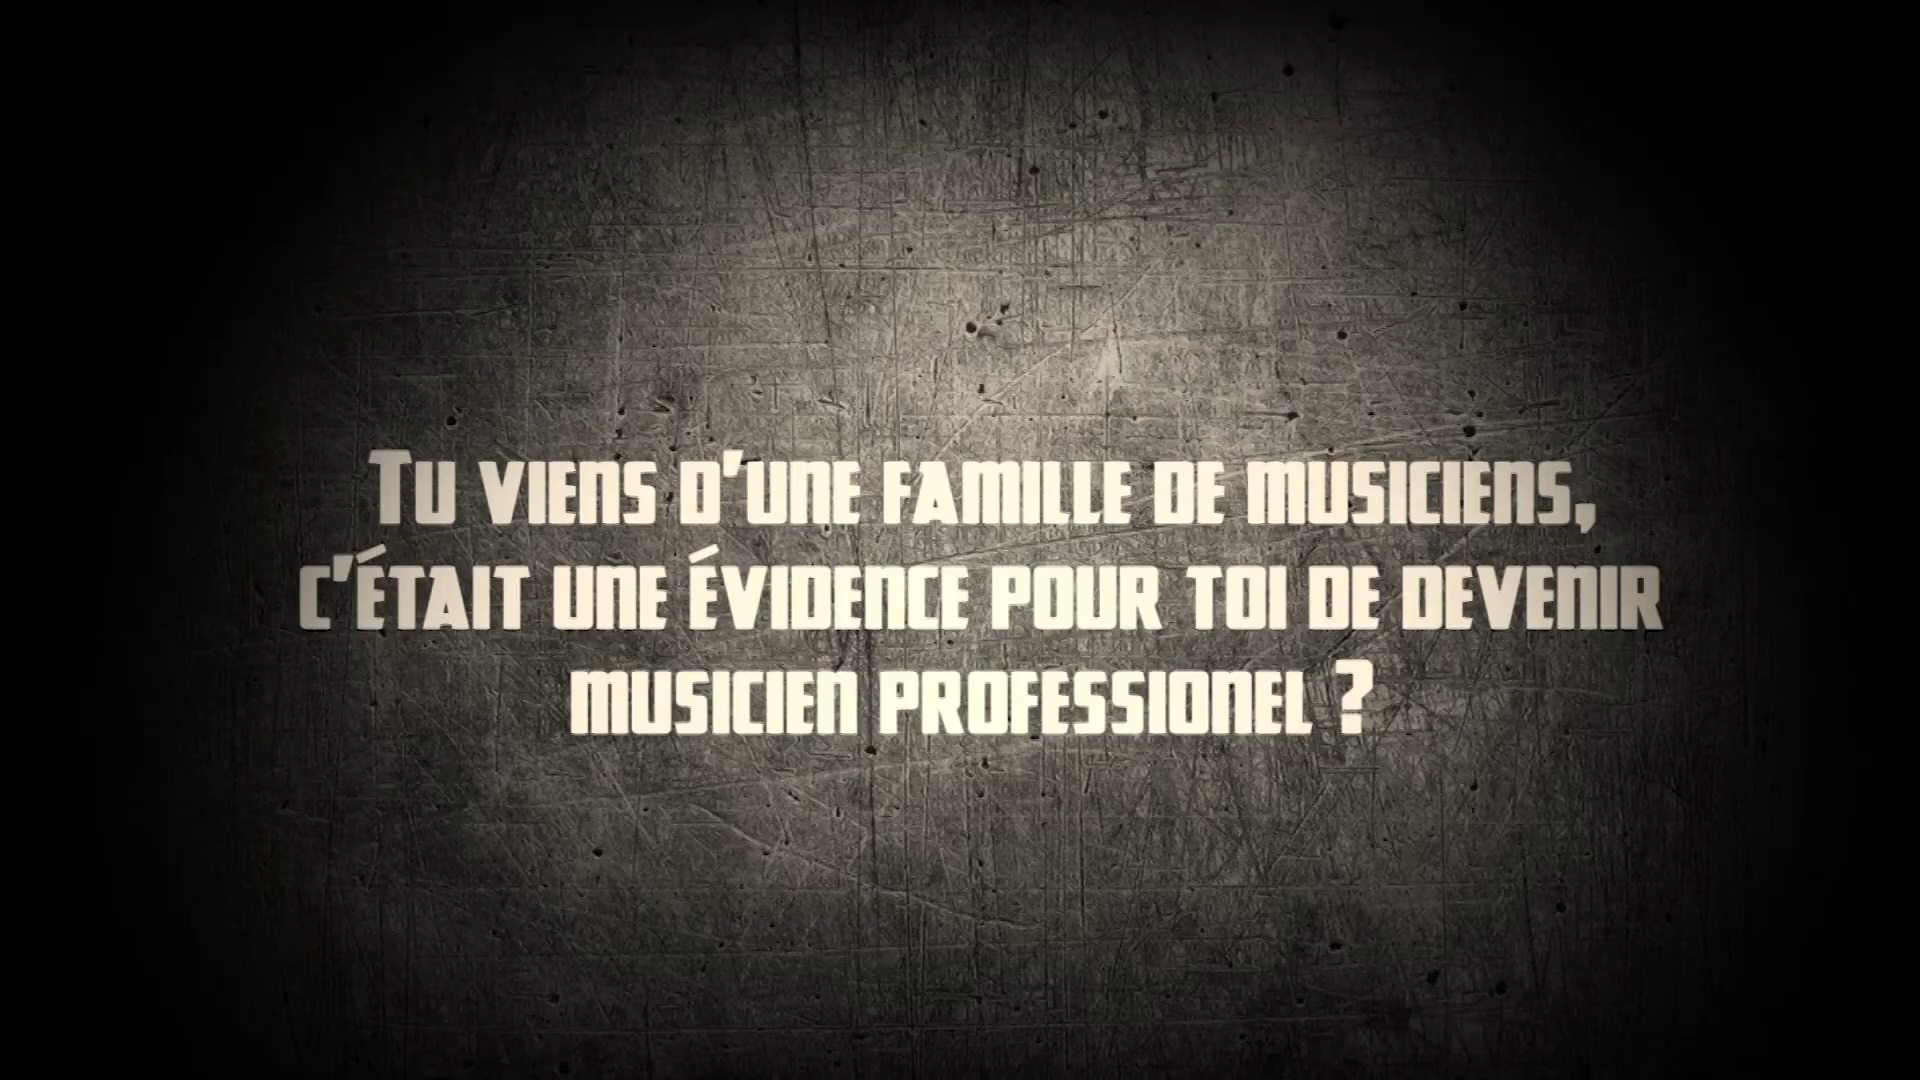 Tu viens d'une famille de musiciens,
c'était une évidence pour toi de devenir
musicien professionel ?